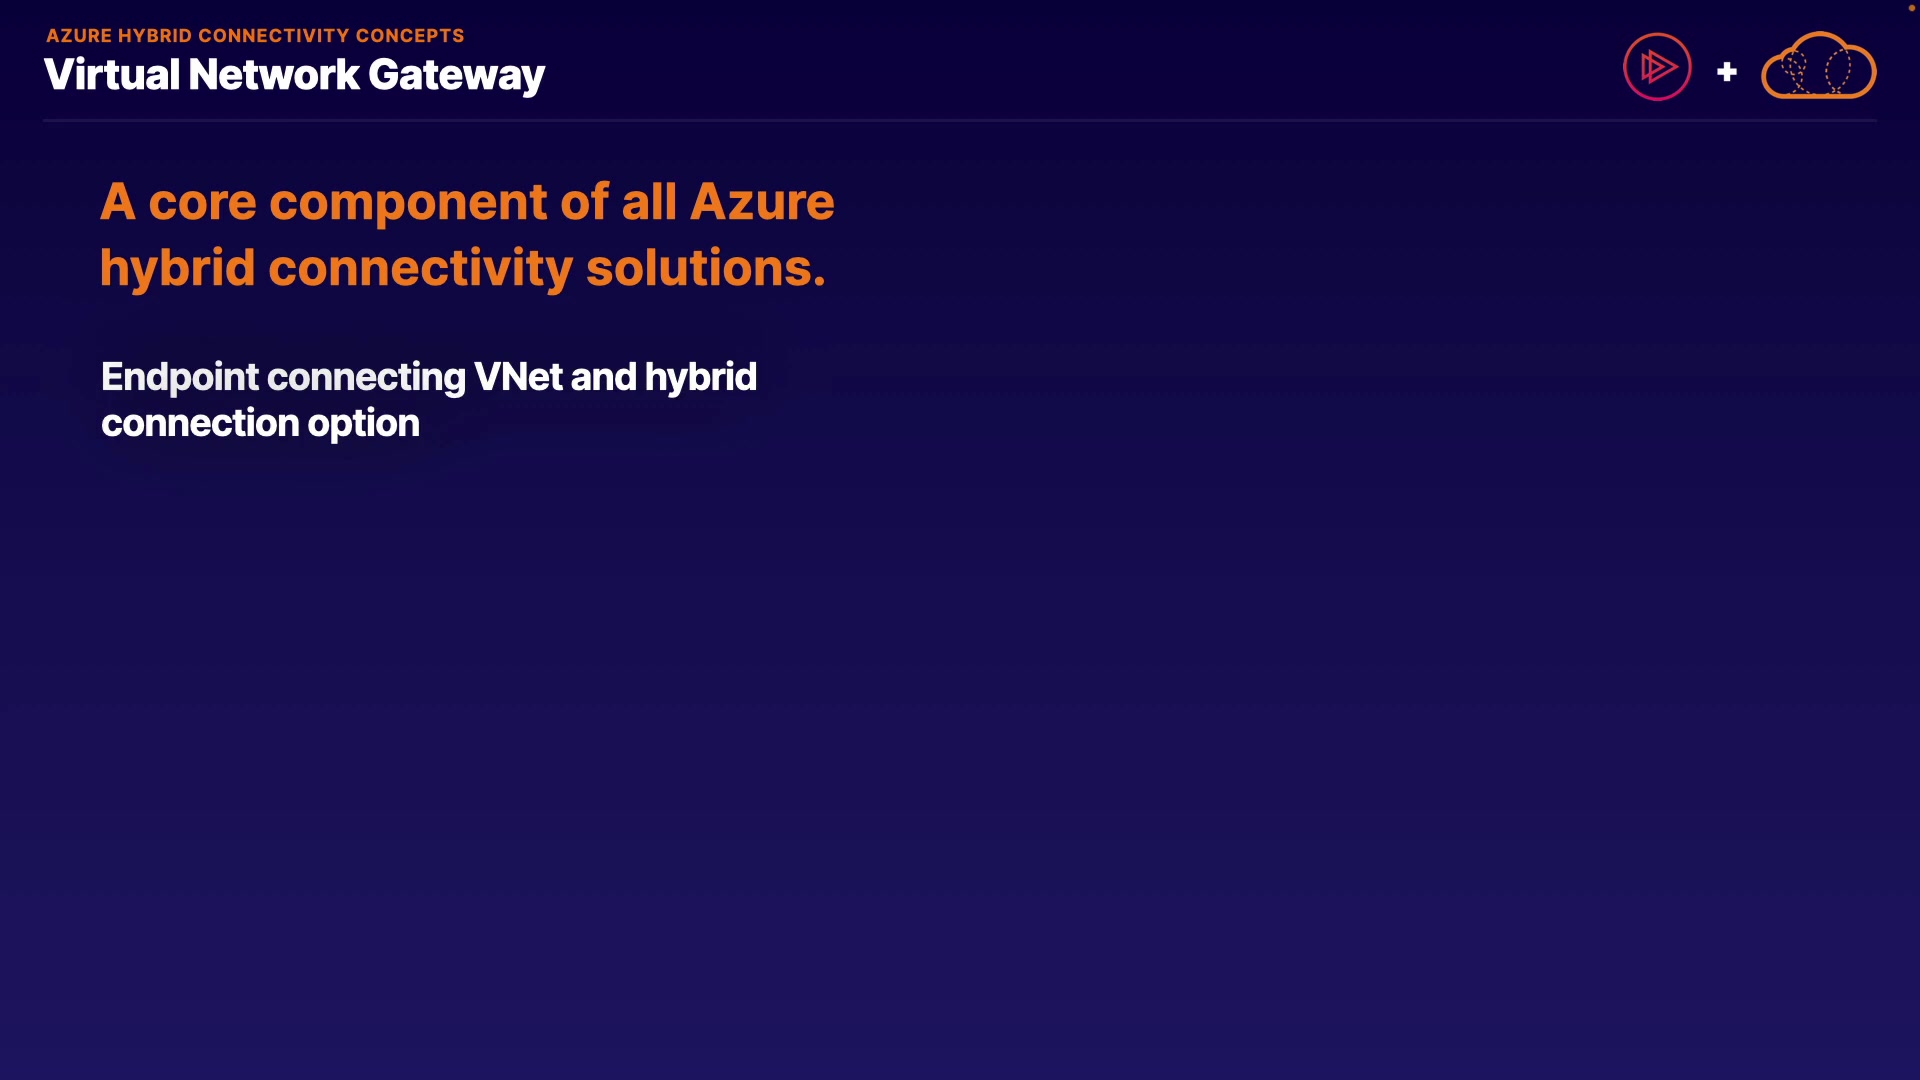 AZURE HYBRID CONNECTIVITY CONCEPTS
Virtual Network Gateway
+
A core component of all Azure
hybrid connectivity solutions.
Endpoint connecting VNet and hybrid
connection option